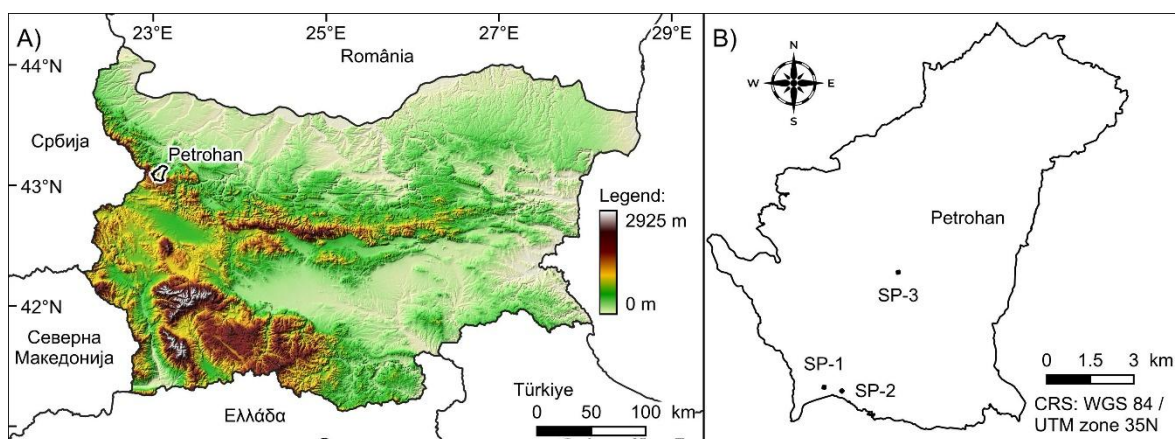 A)
23°E
25°E
27°E
29°E
44°N
43°N
42°N
România
Србија
Petrohan
Legend:
2925 m
0 m
Северна
Македонија
Ελλάδα
Türkiye
0 50 100 km
B)
N
W E
S
Petrohan
SP-3
SP-1
SP-2
0 1.5 3 km
CRS: WGS 84 /
UTM zone 35N